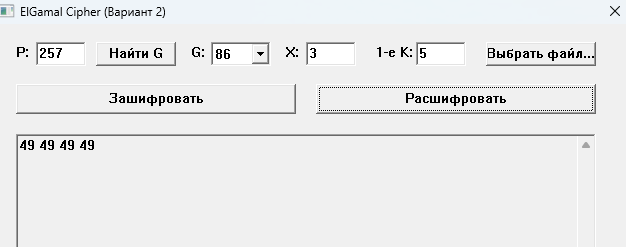 ElGamal Cipher (Вариант 2)
P: 257 Найти G G: 86 X: 3 1-е K: 5 Выбрать файл...
Зашифровать Расшифровать
49 49 49 49